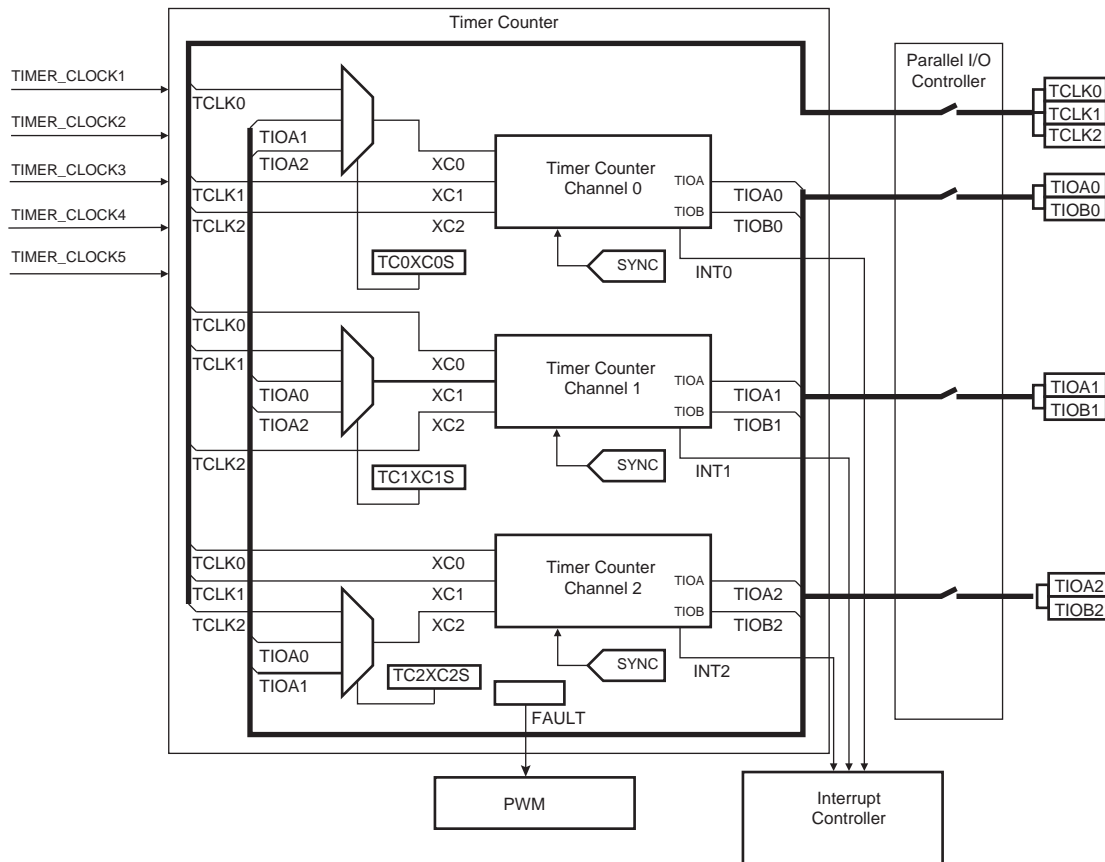 Timer Counter
Parallel I/O
Controller
TIMER_CLOCK1
TIMER_CLOCK2
TIMER_CLOCK3
TIMER_CLOCK4
TIMER_CLOCK5
TCLK0
TIOA1
TIOA2
TCLK1
TCLK2
XC0
XC1
XC2
TC0XC0S
Timer Counter
Channel 0
TIOA
TIOB
TIOA0
TIOB0
SYNC
INT0
TCLK0
TCLK1
TCLK2
TIOA0
TIOB0
TCLK0
TCLK1
TIOA0
TIOA2
TCLK2
XC0
XC1
XC2
TC1XC1S
Timer Counter
Channel 1
TIOA
TIOB
TIOA1
TIOB1
SYNC
INT1
TIOA1
TIOB1
TCLK0
TCLK1
TCLK2
TIOA0
TIOA1
XC0
XC1
XC2
TC2XC2S
Timer Counter
Channel 2
TIOA
TIOB
TIOA2
TIOB2
SYNC
INT2
TIOA2
TIOB2
FAULT
PWM
Interrupt
Controller